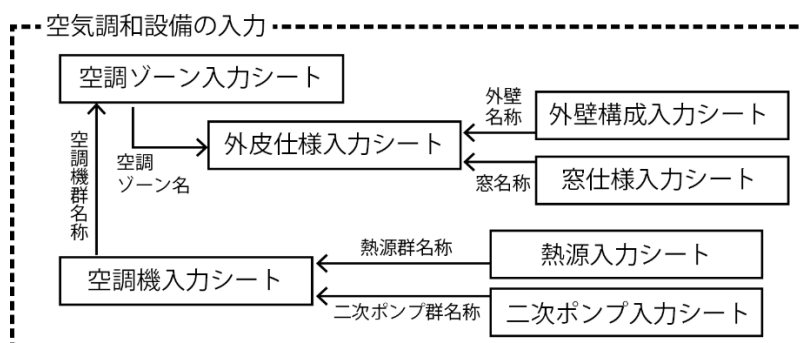 空気調和設備の入力
空調ゾーン入力シート
外壁
名称
外壁構成入力シート
外皮仕様入力シート
空調機群名称
空調
ゾーン名
窓名称
窓仕様入力シート
熱源群名称
熱源入力シート
空調機入力シート
二次ポンプ群名称
二次ポンプ入力シート